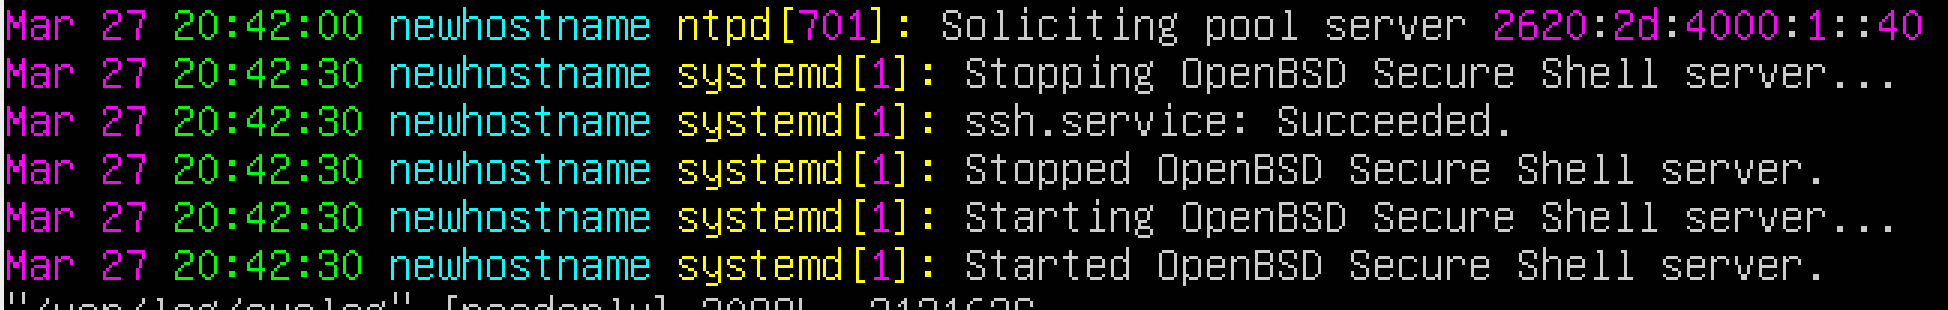 Mar 27 20:42:00 newhostname ntpd[701]: Soliciting pool server 2620:2d:4000:1::40
Mar 27 20:42:30 newhostname systemd[1]: Stopping OpenBSD Secure Shell server...
Mar 27 20:42:30 newhostname systemd[1]: ssh.service: Succeeded.
Mar 27 20:42:30 newhostname systemd[1]: Stopped OpenBSD Secure Shell server.
Mar 27 20:42:30 newhostname systemd[1]: Starting OpenBSD Secure Shell server...
Mar 27 20:42:30 newhostname systemd[1]: Started OpenBSD Secure Shell server.
"/var/log/syslog" [readonly]